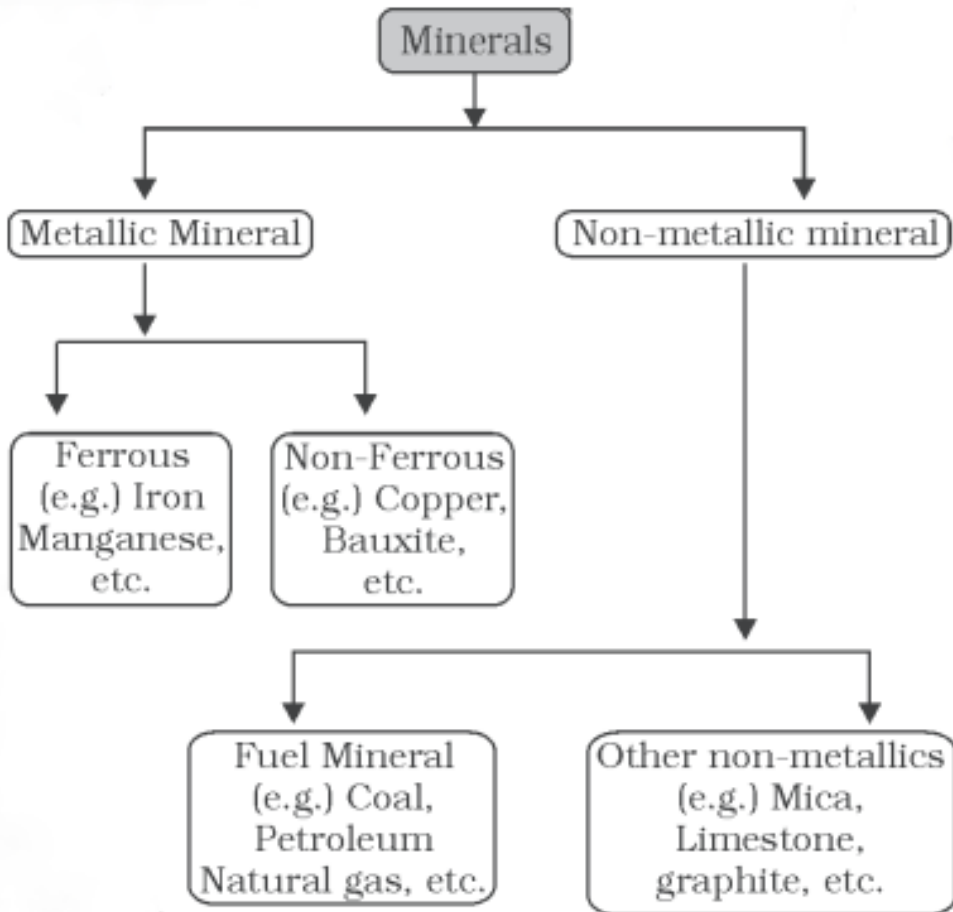 Minerals
Metallic Mineral
Non-metallic mineral
Ferrous
(e.g.) Iron
Manganese,
etc.
Non-Ferrous
(e.g.) Copper,
Bauxite,
etc.
Fuel Mineral
(e.g.) Coal,
Petroleum
Natural gas, etc.
Other non-metallics
(e.g.) Mica,
Limestone,
graphite, etc.